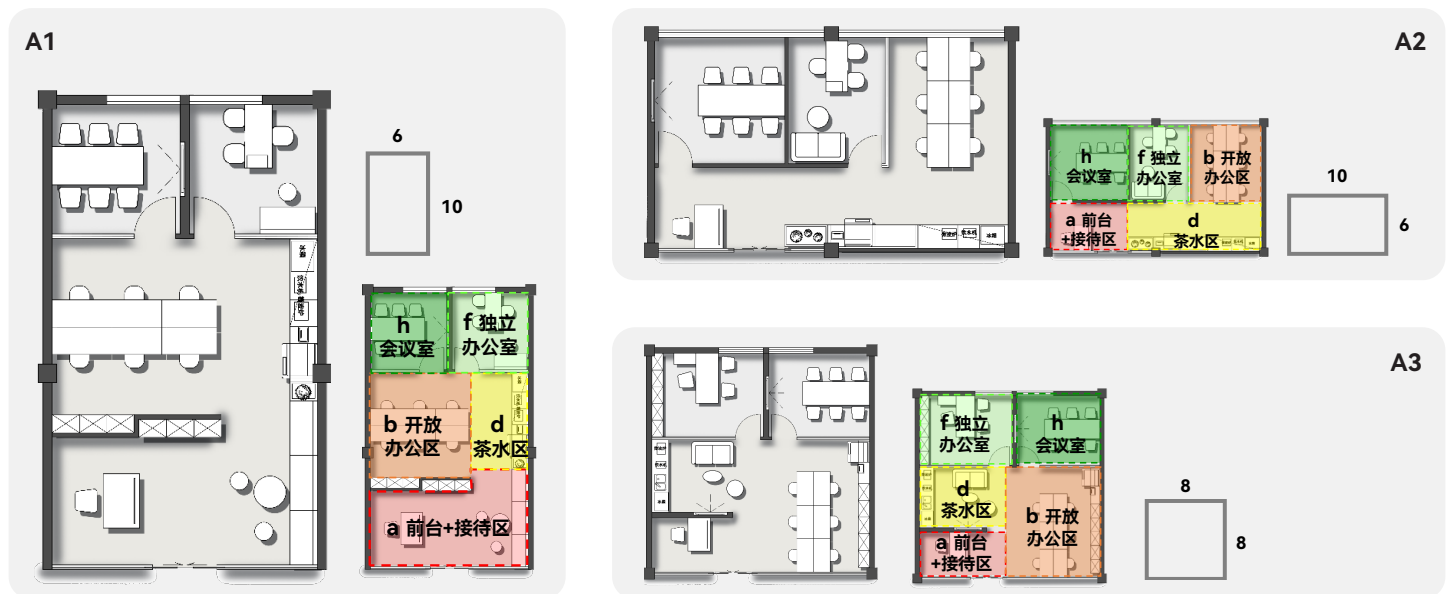 A1
6
10
h
会议室
f 独立
办公室
b 开放
办公区
d
茶水区
a 前台+接待区
A2
冰箱
h
会议室
f 独立
办公室
b 开放
办公区
a 前台
+接待区
d
茶水区
10
6
A3
f 独立
办公室
h
会议室
d
茶水区
b 开放
办公区
a 前台
+接待区
8
8